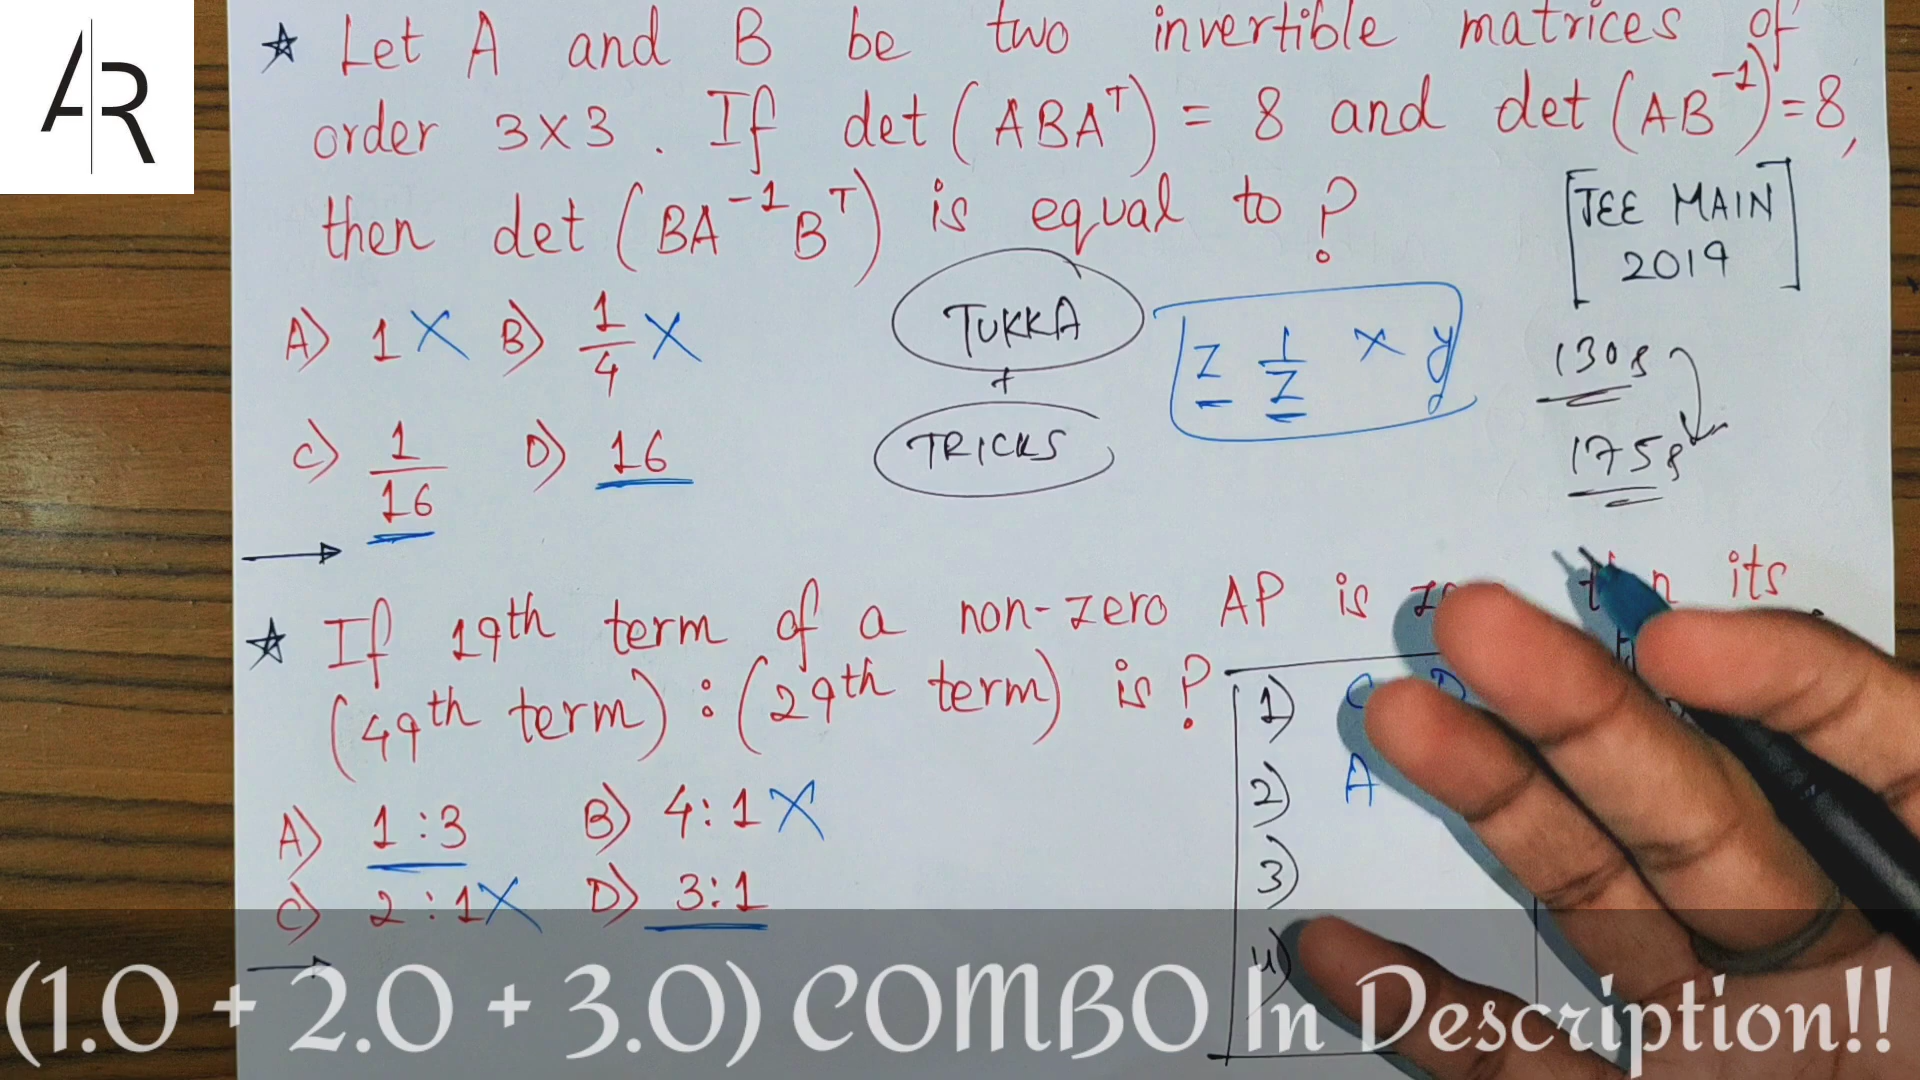 AR
☆ Let A and B be two invertible matrices of
order 3×3. If det (ABAᵀ) = 8 and det (AB⁻¹) = 8,
then det (BA⁻¹Bᵀ) is equal to ?
[JEE MAIN
2019]
A) 1 X B) 1/4 X
TUKKA
+
TRICKS
z 1/z x y
130s
175s
C) 1/16 D) 16
☆ If 19th term of a non-zero AP is its
(49th term) : (29th term) is ?
A) 1:3 B) 4:1 X
C) 2:1 X D) 3:1
1) C D
2) A
3)
4)
(1.0 + 2.0 + 3.0) COMBO In Description!!